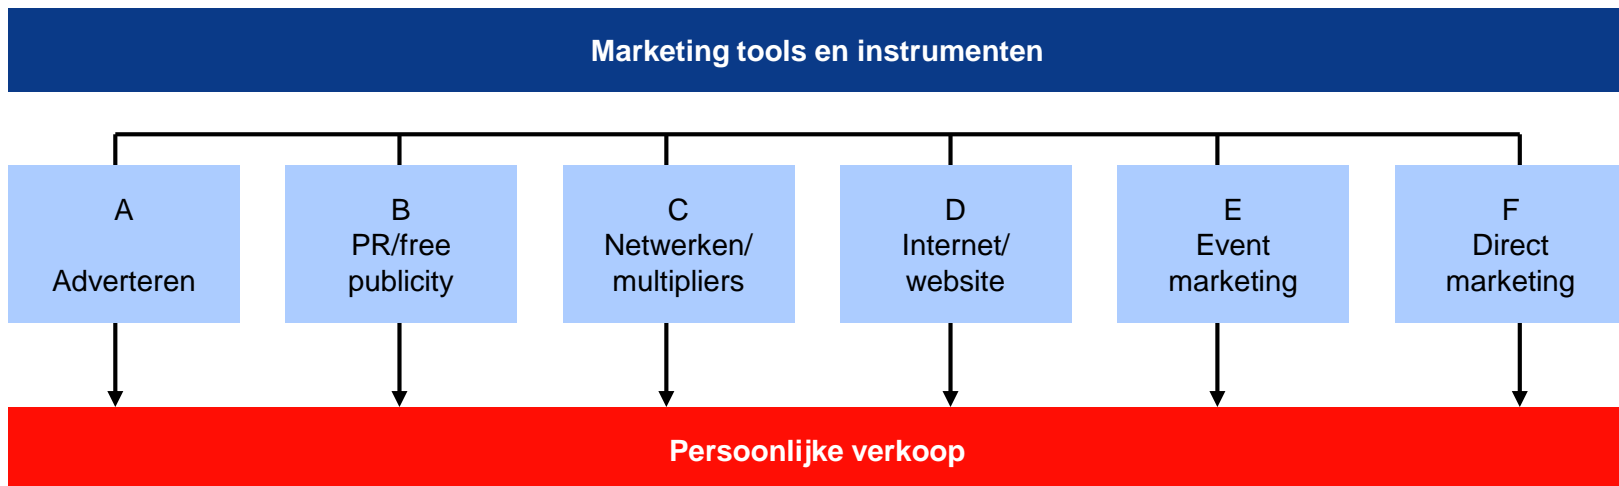 Marketing tools en instrumenten
A
Adverteren
B
PR/free
publicity
C
Netwerken/
multipliers
D
Internet/
website
E
Event
marketing
F
Direct
marketing
Persoonlijke verkoop